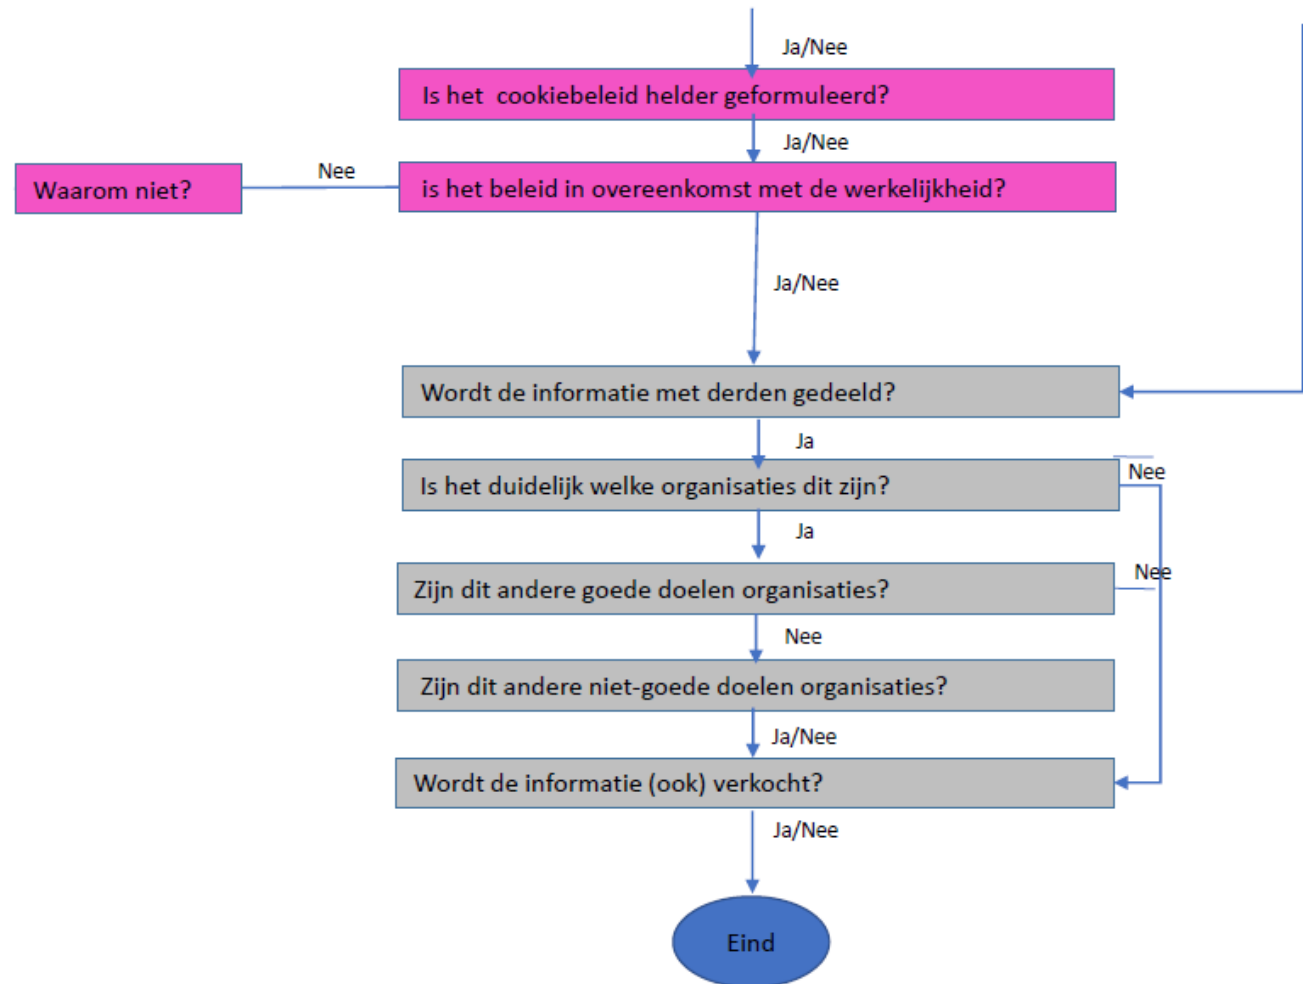 Ja/Nee
Is het  cookiebeleid helder geformuleerd?
Ja/Nee
Nee
Waarom niet?
is het beleid in overeenkomst met de werkelijkheid?
Ja/Nee
Wordt de informatie met derden gedeeld?
Ja
Is het duidelijk welke organisaties dit zijn?
Nee
Ja
Zijn dit andere goede doelen organisaties?
Nee
Nee
Zijn dit andere niet-goede doelen organisaties?
Ja/Nee
Wordt de informatie (ook) verkocht?
Ja/Nee
Eind